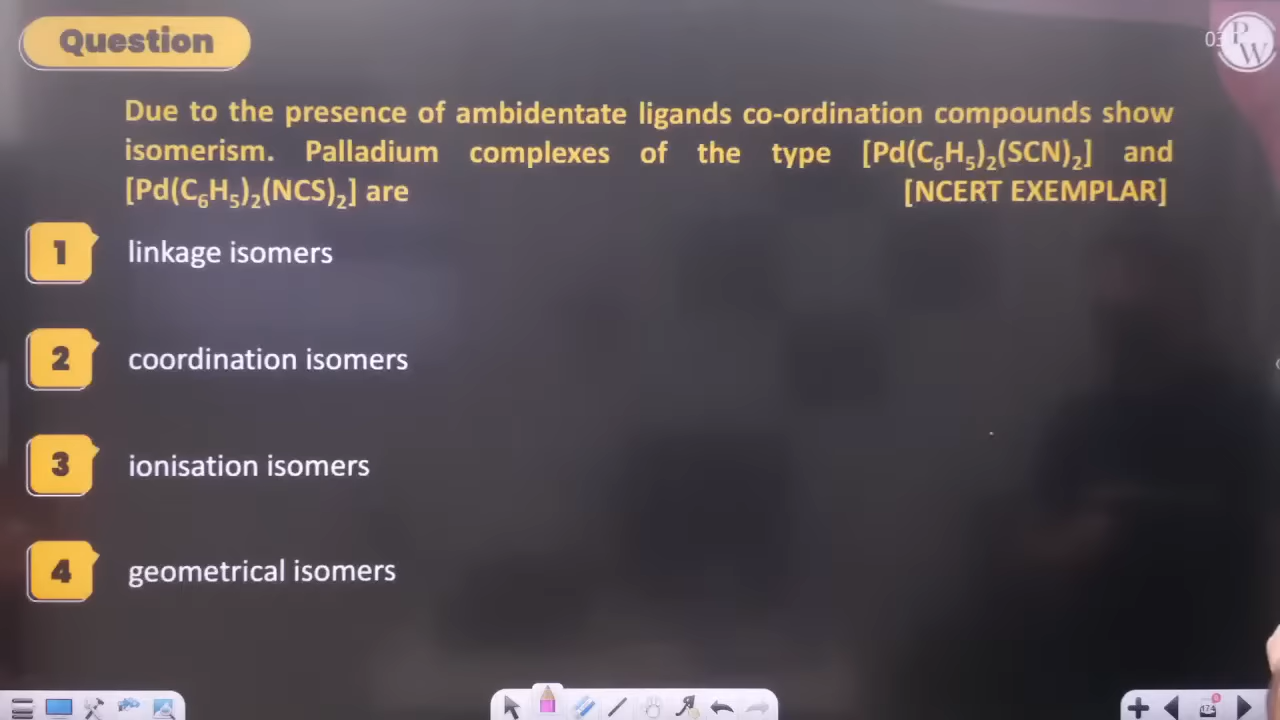 Question
03
PW
Due to the presence of ambidentate ligands co-ordination compounds show
isomerism. Palladium complexes of the type [Pd(C₆H₅)₂(SCN)₂] and
[Pd(C₆H₅)₂(NCS)₂] are [NCERT EXEMPLAR]
1 linkage isomers
2 coordination isomers
3 ionisation isomers
4 geometrical isomers